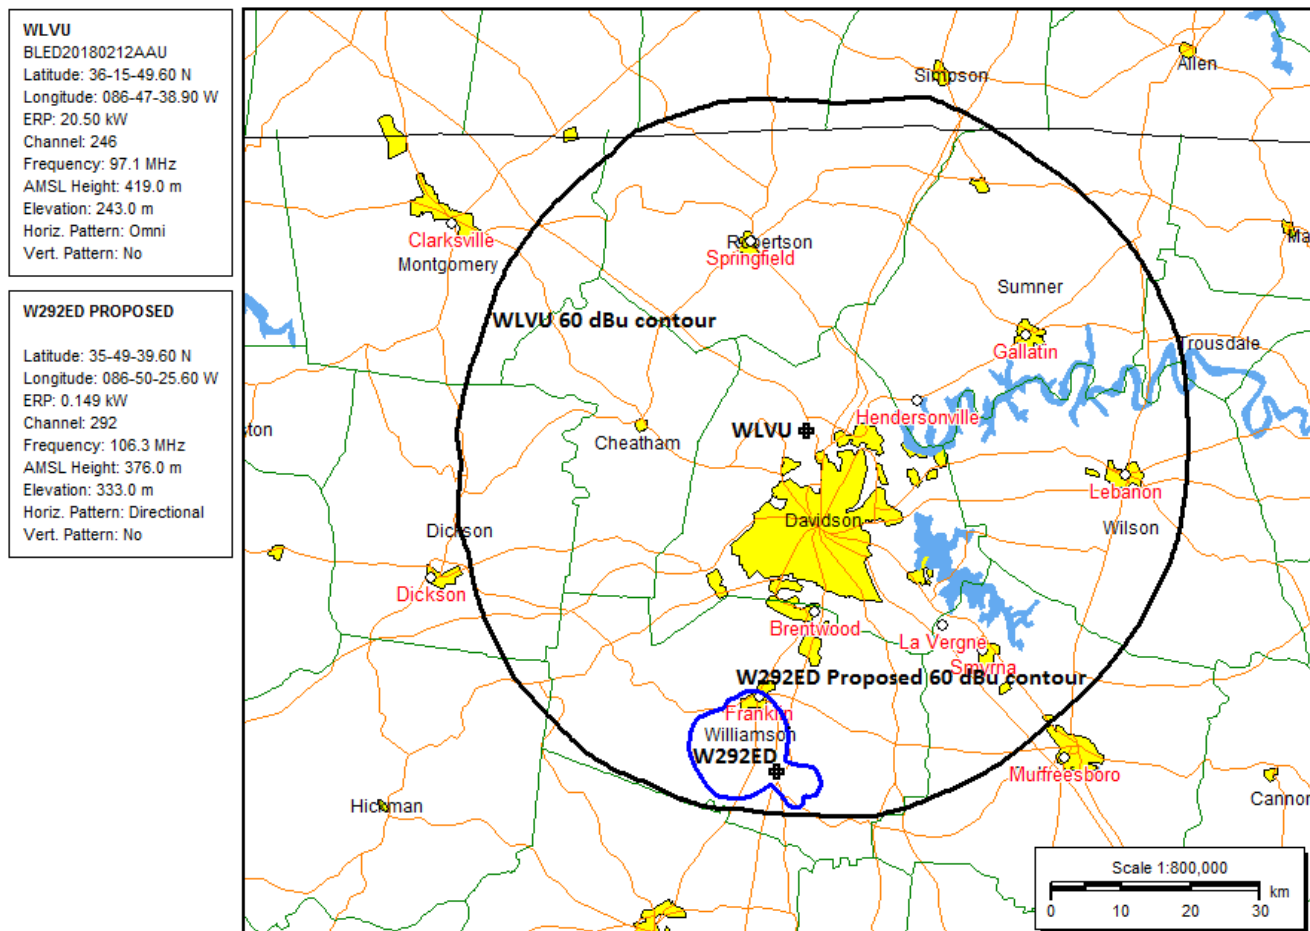 WLVU
BLED20180212AAU
Latitude: 36-15-49.60 N
Longitude: 086-47-38.90 W
ERP: 20.50 kW
Channel: 246
Frequency: 97.1 MHz
AMSL Height: 419.0 m
Elevation: 243.0 m
Horiz. Pattern: Omni
Vert. Pattern: No
W292ED PROPOSED
Latitude: 35-49-39.60 N
Longitude: 086-50-25.60 W
ERP: 0.149 kW
Channel: 292
Frequency: 106.3 MHz
AMSL Height: 376.0 m
Elevation: 333.0 m
Horiz. Pattern: Directional
Vert. Pattern: No
Simpson
Allen
Clarksville
Montgomery
Robertson
Springfield
Ma
Sumner
WLVU 60 dBu contour
Gallatin
Trousdale
Hendersonville
WLVU
Cheatham
ston
Lebanon
Wilson
Davidson
Dickson
Dickson
Brentwood
La Vergne
Smyrna
W292ED Proposed 60 dBu contour
Franklin
Williamson
W292ED
Murfreesboro
Hickman
Cannon
Scale 1:800,000
km
0 10 20 30